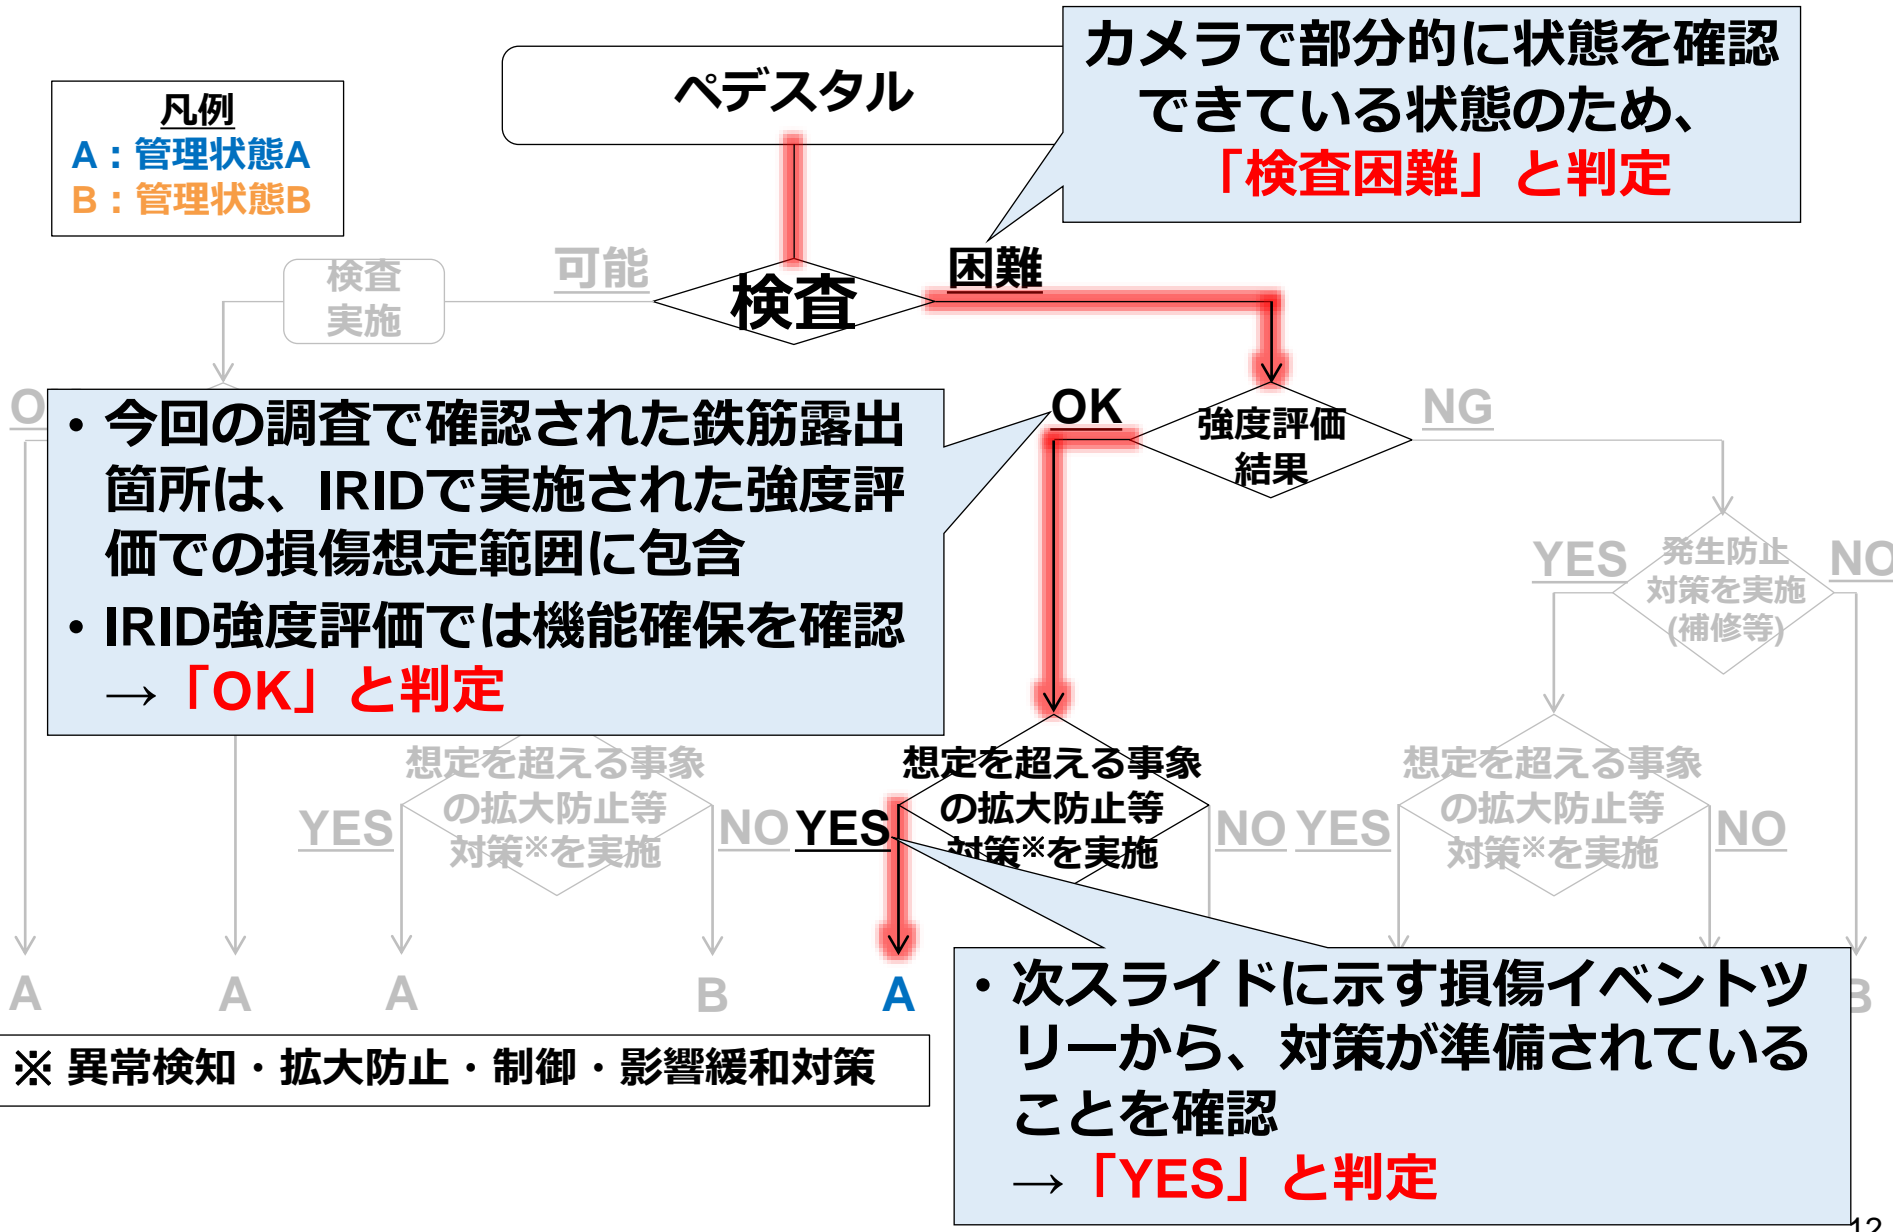 ペデスタル
カメラで部分的に状態を確認
できている状態のため、
「検査困難」と判定
凡例
A：管理状態A
B：管理状態B
可能
困難
検査
実施
検査
OK
NG
強度評価
結果
・今回の調査で確認された鉄筋露出
箇所は、IRIDで実施された強度評
価での損傷想定範囲に包含
・IRID強度評価では機能確保を確認
→「OK」と判定
YES
発生防止
対策を実施
(補修等)
NO
想定を超える事象
の拡大防止等
対策※を実施
YES
NO
想定を超える事象
の拡大防止等
対策※を実施
YES
NO
想定を超える事象
の拡大防止等
対策※を実施
YES
NO
A
A
A
B
A
B
※ 異常検知・拡大防止・制御・影響緩和対策
・次スライドに示す損傷イベントツ
リーから、対策が準備されている
ことを確認
→「YES」と判定
12